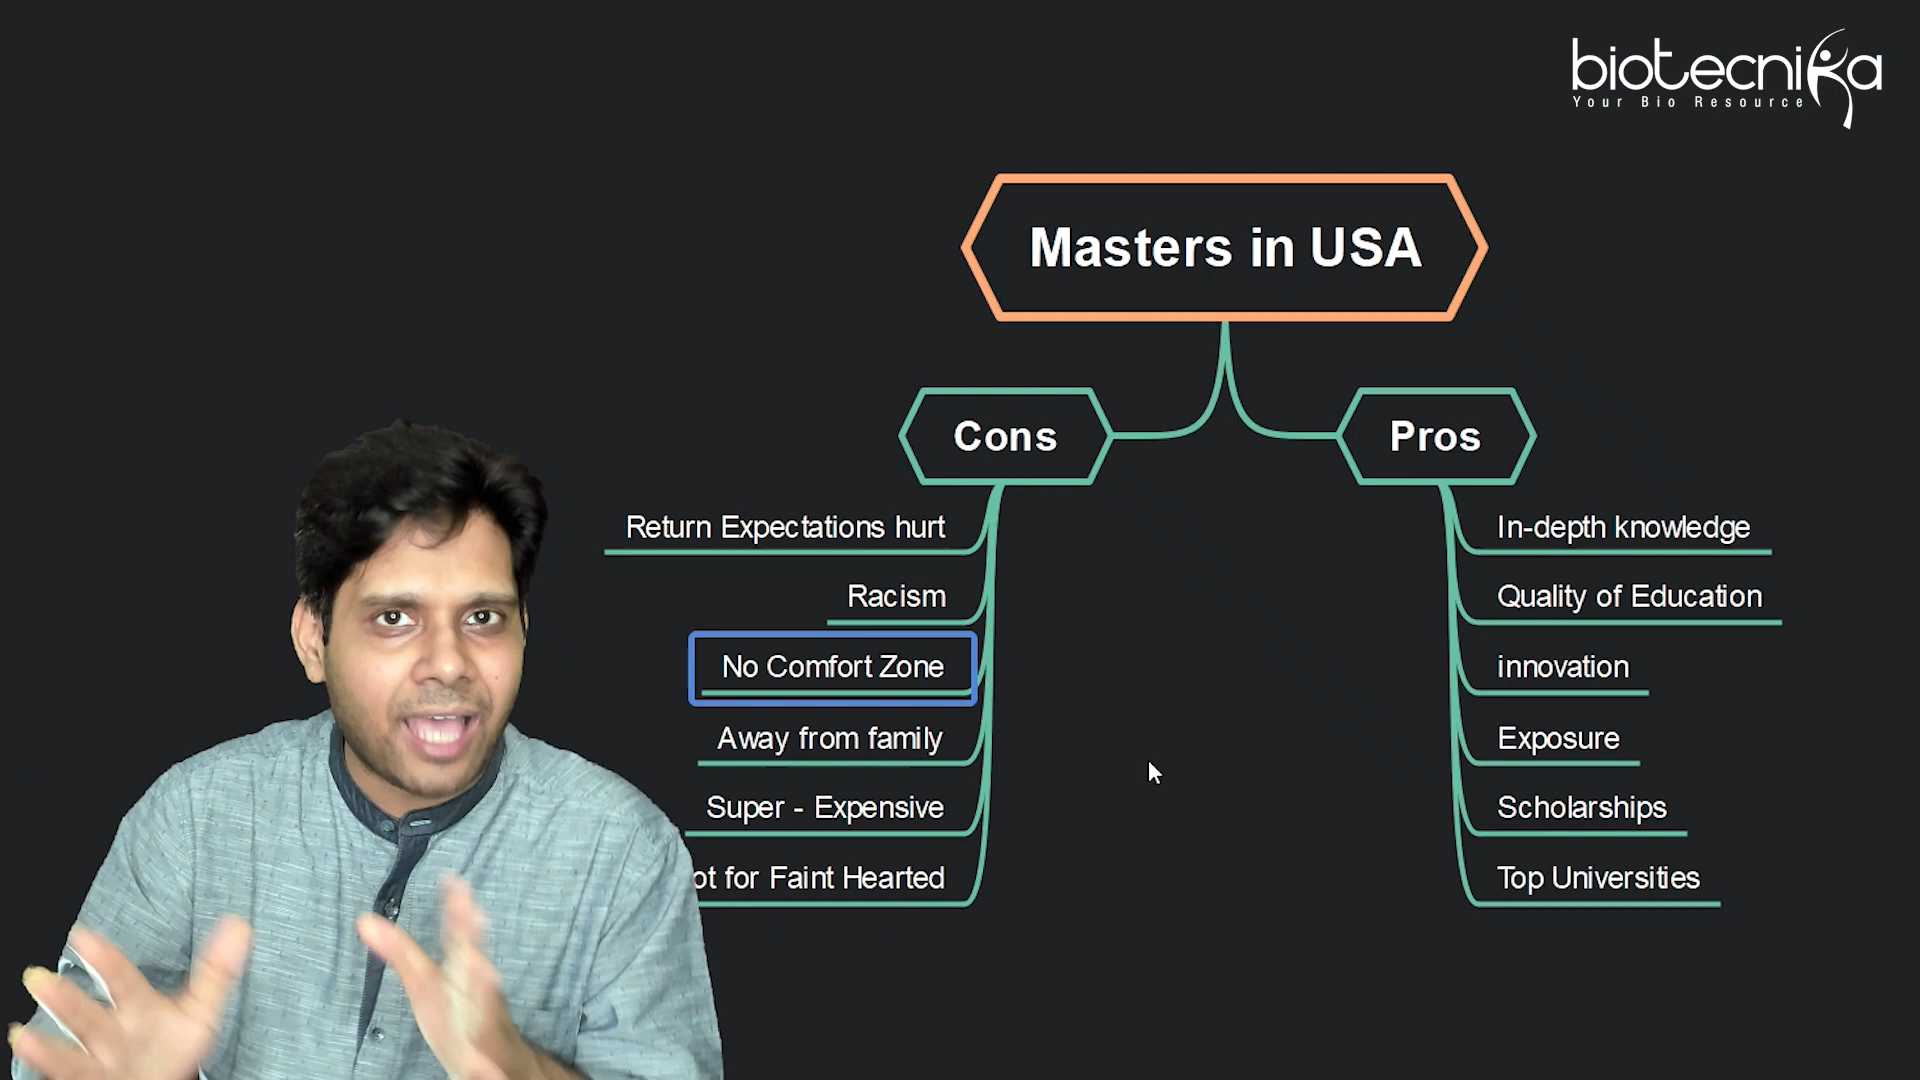 biotecnika
Your Bio Resource
Masters in USA
Cons
Pros
Return Expectations hurt
Racism
No Comfort Zone
Away from family
Super - Expensive
for Faint Hearted
In-depth knowledge
Quality of Education
innovation
Exposure
Scholarships
Top Universities